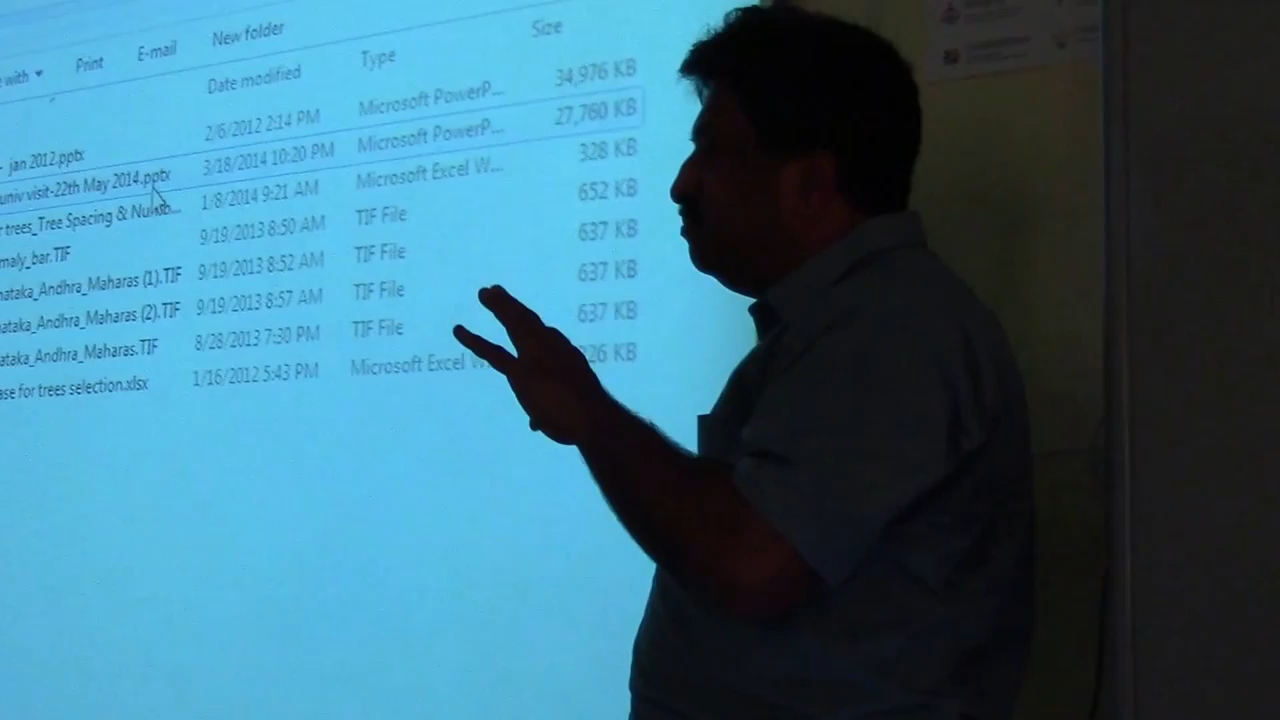 with Print E-mail New folder
Date modified Type Size
jan 2012.pptx 2/6/2012 2:14 PM Microsoft PowerP... 34,976 KB
univ visit-22th May 2014.pptx 3/18/2014 10:20 PM Microsoft PowerP... 27,760 KB
r trees_Tree Spacing & 1/8/2014 9:21 AM Microsoft Excel W... 328 KB
maly_bar.TIF 9/19/2013 8:50 AM TIF File 652 KB
nataka_Andhra_Maharas (1).TIF 9/19/2013 8:52 AM TIF File 637 KB
nataka_Andhra_Maharas (2).TIF 9/19/2013 8:57 AM TIF File 637 KB
ataka_Andhra_Maharas.TIF 8/28/2013 7:30 PM TIF File 637 KB
ase for trees selection.xlsx 1/16/2012 5:43 PM Microsoft Excel 26 KB